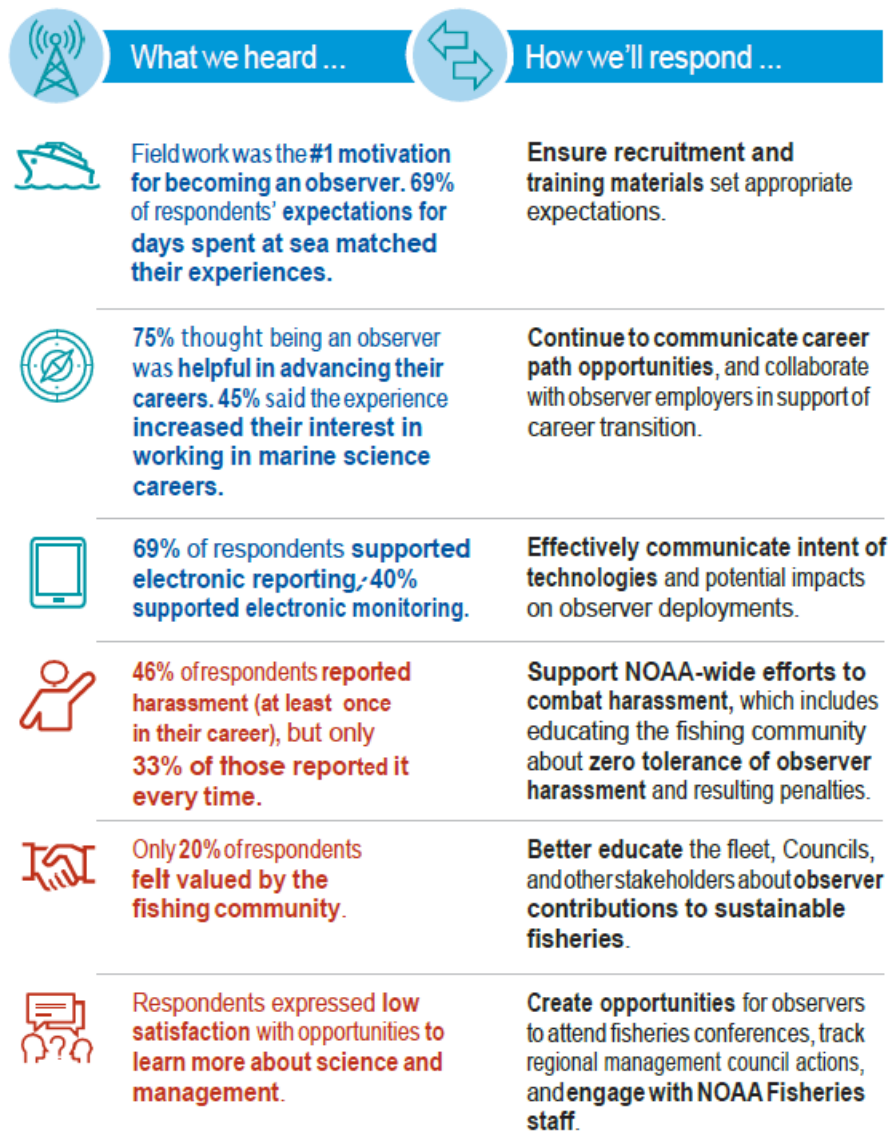 What we heard ...
How we'll respond ...
Field work was the #1 motivation
for becoming an observer. 69%
of respondents' expectations for
days spent at sea matched
their experiences.
Ensure recruitment and
training materials set appropriate
expectations.
75% thought being an observer
was helpful in advancing their
careers. 45% said the experience
increased their interest in
working in marine science
careers.
Continue to communicate career
path opportunities, and collaborate
with observer employers in support of
career transition.
69% of respondents supported
electronic reporting; 40%
supported electronic monitoring.
Effectively communicate intent of
technologies and potential impacts
on observer deployments.
46% of respondents reported
harassment (at least once
in their career), but only
33% of those reported it
every time.
Support NOAA-wide efforts to
combat harassment, which includes
educating the fishing community
about zero tolerance of observer
harassment and resulting penalties.
Only 20% of respondents
felt valued by the
fishing community.
Better educate the fleet, Councils,
and other stakeholders about observer
contributions to sustainable
fisheries.
Respondents expressed low
satisfaction with opportunities to
learn more about science and
management.
Create opportunities for observers
to attend fisheries conferences, track
regional management council actions,
and engage with NOAA Fisheries
staff.